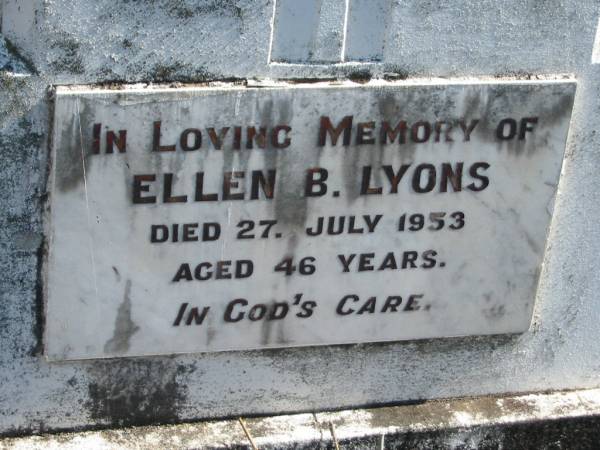 IN LOVING MEMORY OF
ELLEN B. LYONS
DIED 27. JULY 1953
AGED 46 YEARS.
IN GOD'S CARE.